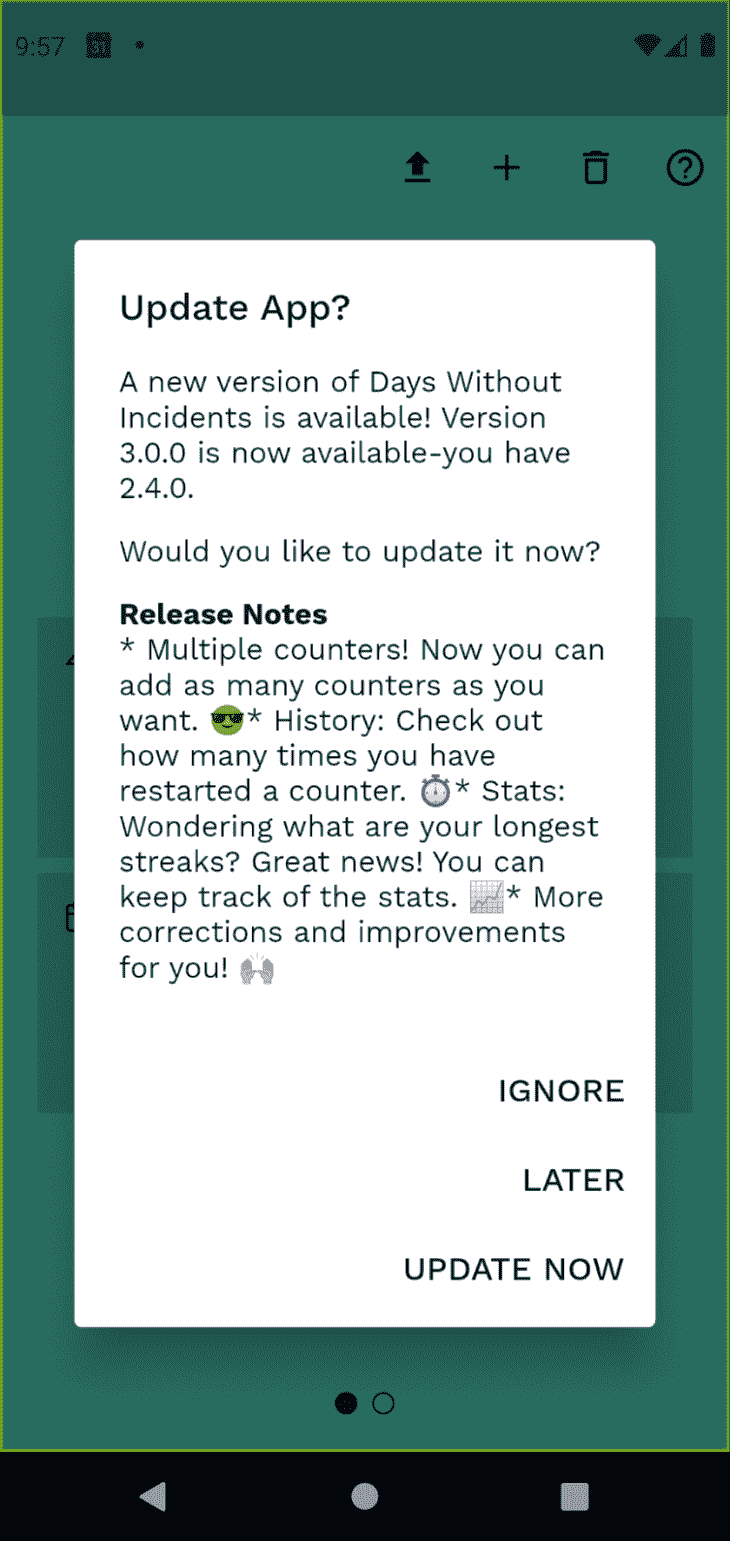 9:57
31
Update App?
A new version of Days Without
Incidents is available! Version
3.0.0 is now available-you have
2.4.0.
Would you like to update it now?
Release Notes
* Multiple counters! Now you can
add as many counters as you
want. 😎* History: Check out
how many times you have
restarted a counter. ⏱* Stats:
Wondering what are your longest
streaks? Great news! You can
keep track of the stats. 📈* More
corrections and improvements
for you! 🙌
IGNORE
LATER
UPDATE NOW